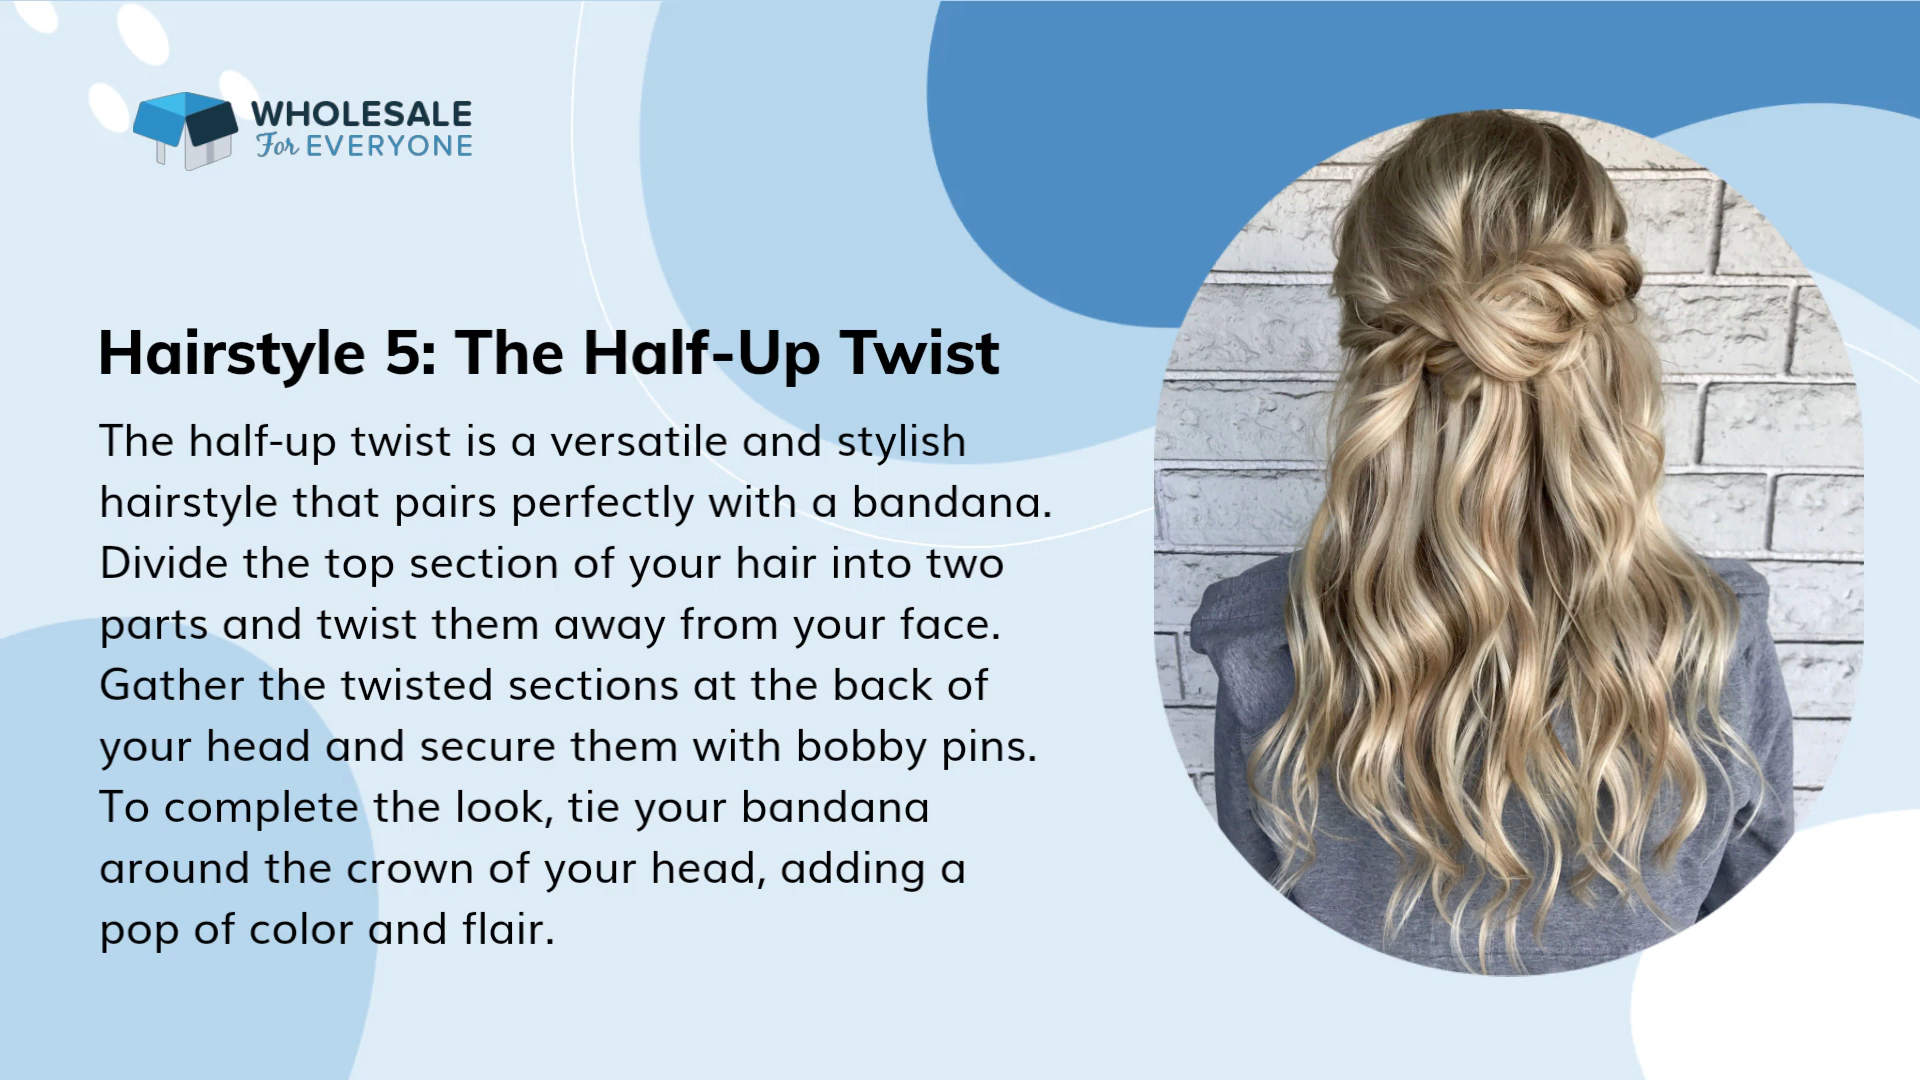 WHOLESALE
For EVERYONE
Hairstyle 5: The Half-Up Twist
The half-up twist is a versatile and stylish
hairstyle that pairs perfectly with a bandana.
Divide the top section of your hair into two
parts and twist them away from your face.
Gather the twisted sections at the back of
your head and secure them with bobby pins.
To complete the look, tie your bandana
around the crown of your head, adding a
pop of color and flair.